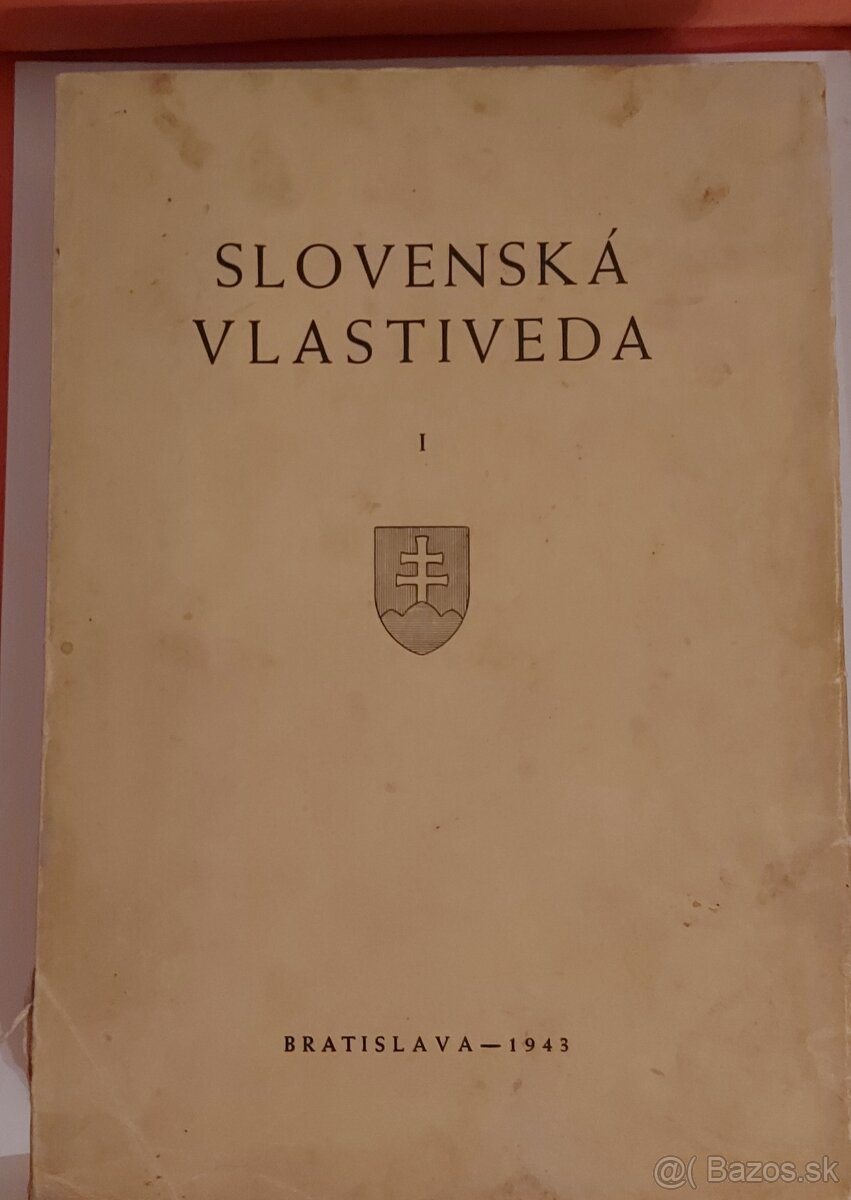 SLOVENSKÁ
VLASTIVEDA
I
BRATISLAVA—1943
@( Bazos.sk